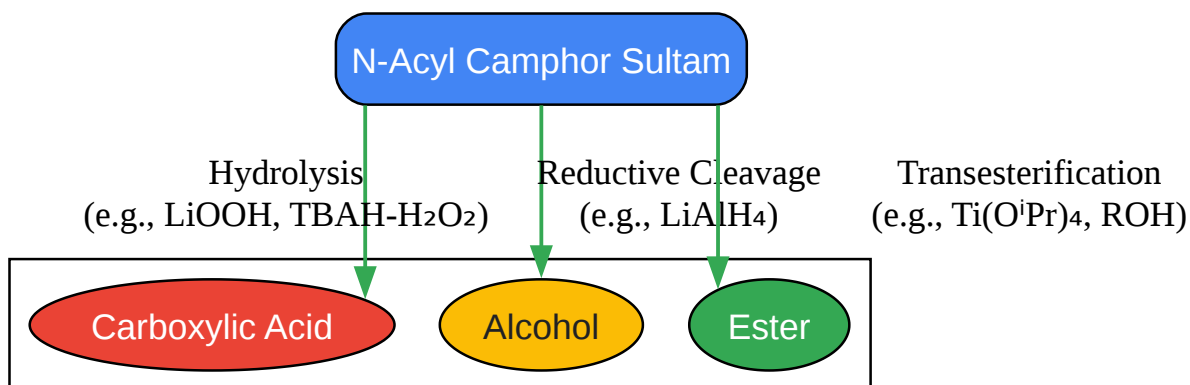 N-Acyl Camphor Sultam
Hydrolysis
(e.g., LiOOH, TBAH-H₂O₂)
Reductive Cleavage
(e.g., LiAlH₄)
Transesterification
(e.g., Ti(OⁱPr)₄, ROH)
Carboxylic Acid
Alcohol
Ester